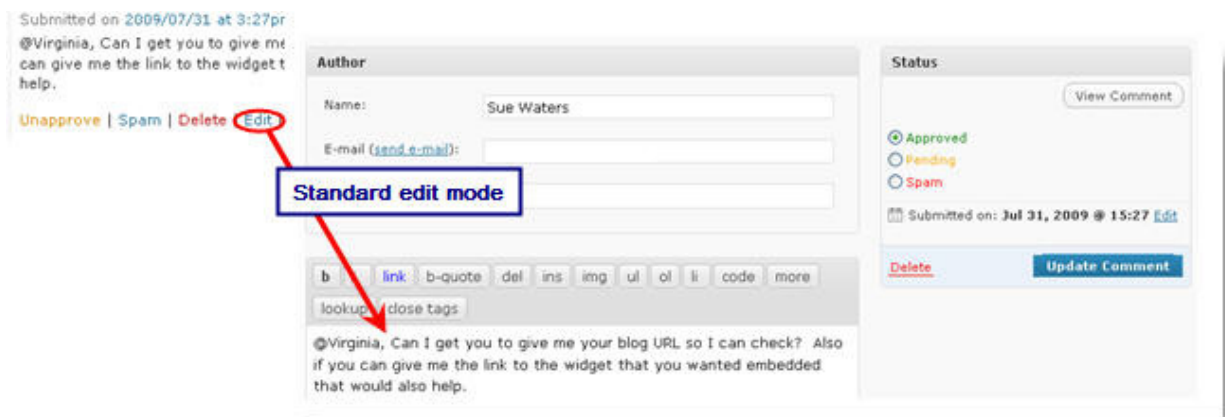 Submitted on 2009/07/31 at 3:27pm
@Virginia, Can I get you to give me
can give me the link to the widget t
help.
Unapprove | Spam | Delete Edit
Author
Name: Sue Waters
E-mail (send e-mail):
Standard edit mode
b link b-quote del ins img ul ol li code more
lookup close tags
@Virginia, Can I get you to give me your blog URL so I can check? Also
if you can give me the link to the widget that you wanted embedded
that would also help.
Status
View Comment
Approved
Pending
Spam
Submitted on: Jul 31, 2009 @ 15:27 Edit
Delete Update Comment